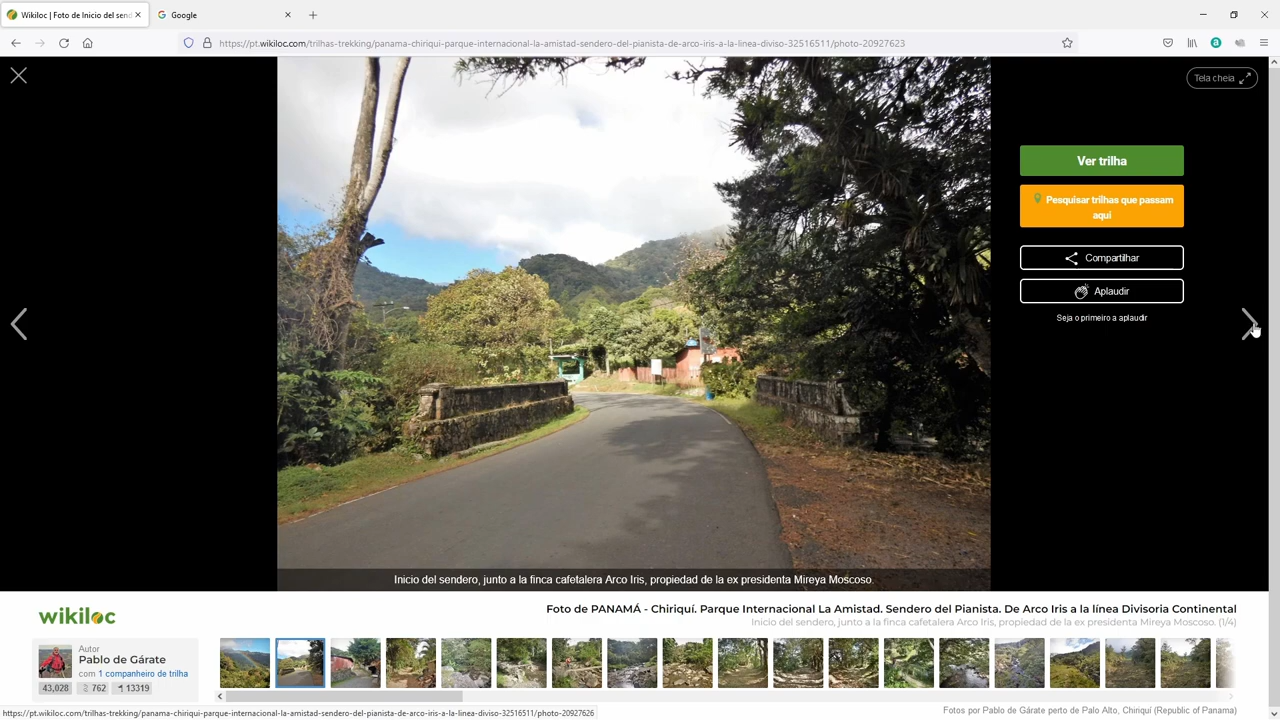 Wikiloc | Foto de Inicio del send
Google
https://pt.wikiloc.com/trilhas-trekking/panama-chiriqui-parque-internacional-la-amistad-sendero-del-pianista-de-arco-iris-a-la-linea-diviso-32516511/photo-20927623
Tela cheia
Ver trilha
Pesquisar trilhas que passam
aqui
Compartilhar
Aplaudir
Seja o primeiro a aplaudir
Inicio del sendero, junto a la finca cafetalera Arco Iris, propiedad de la ex presidenta Mireya Moscoso.
wikiloc
Foto de PANAMÁ - Chiriquí. Parque Internacional La Amistad. Sendero del Pianista. De Arco Iris a la línea Divisoria Continental
Inicio del sendero, junto a la finca cafetalera Arco Iris, propiedad de la ex presidenta Mireya Moscoso. (1/4)
Autor
Pablo de Gárate
com 1 companheiro de trilha
43,028 762 13319
https://pt.wikiloc.com/trilhas-trekking/panama-chiriqui-parque-internacional-la-amistad-sendero-del-pianista-de-arco-iris-a-la-linea-diviso-32516511/photo-20927626
Fotos por Pablo de Gárate perto de Palo Alto, Chiriquí (Republic of Panama)